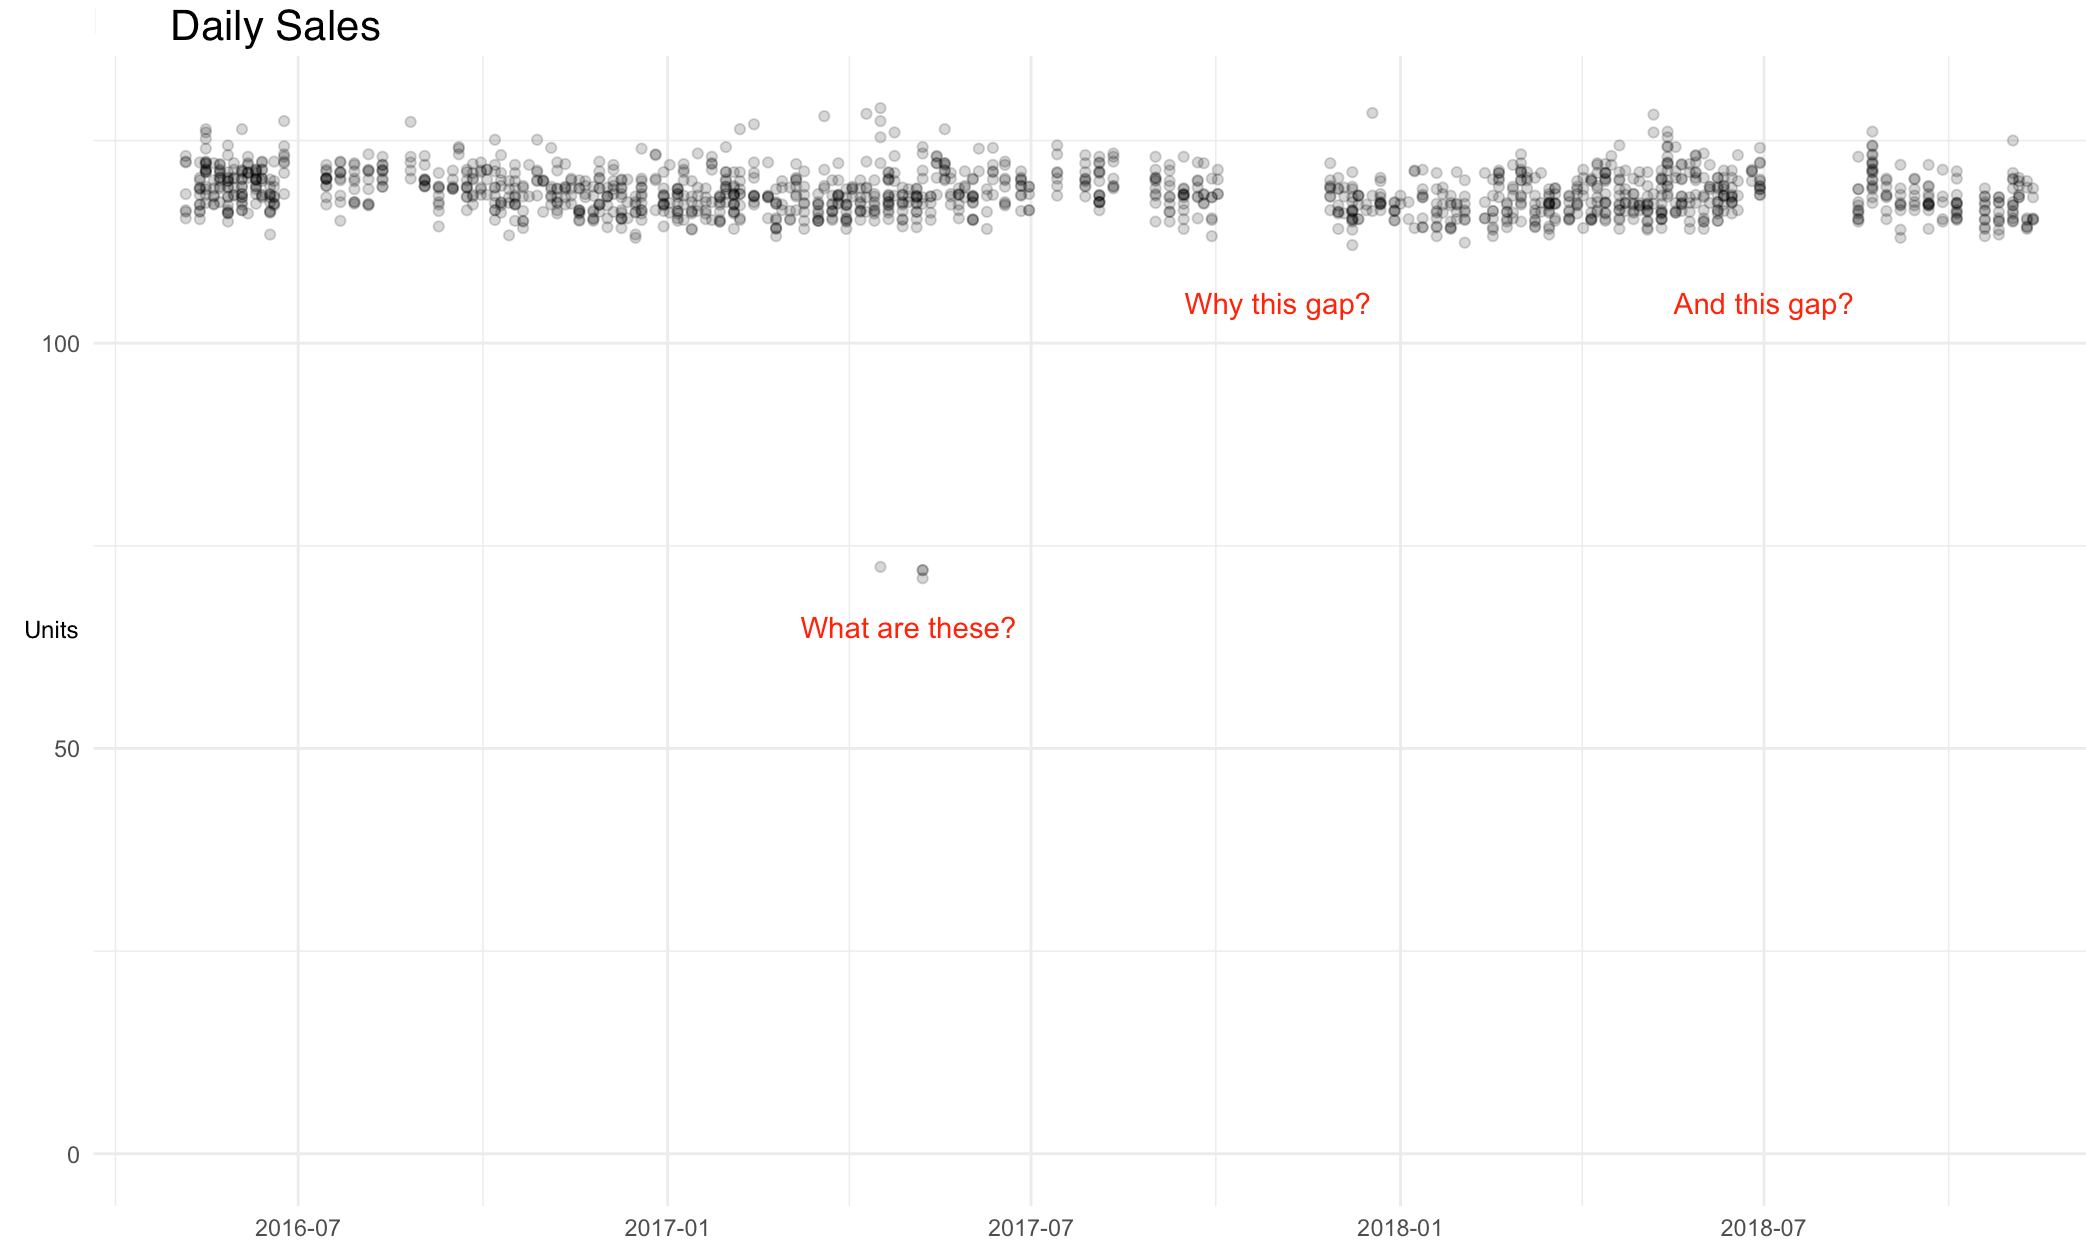 Daily Sales
Why this gap?
And this gap?
100
What are these?
Units
50
0
2016-07
2017-01
2017-07
2018-01
2018-07